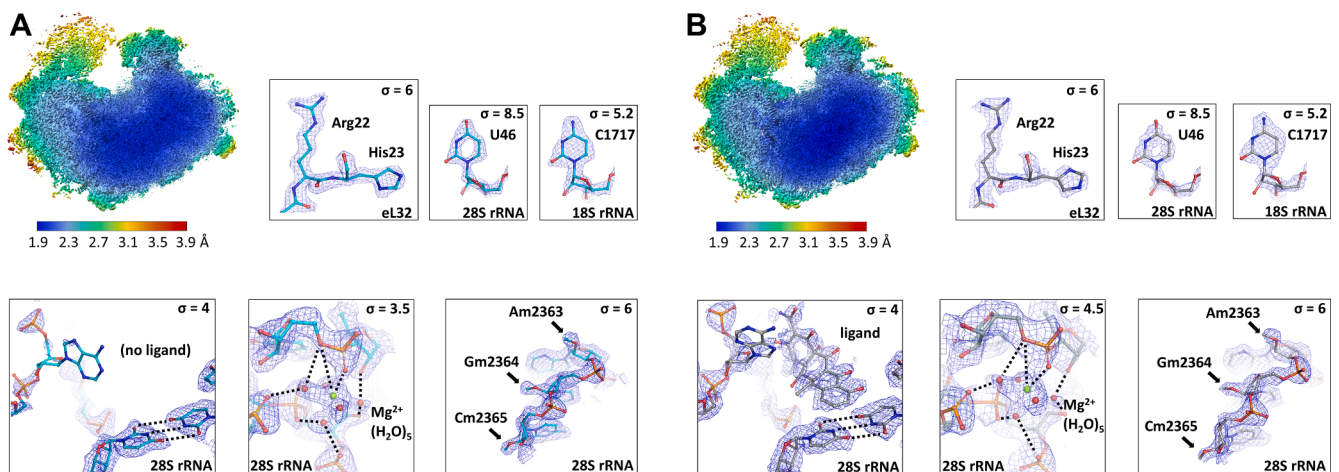 A
σ = 6
Arg22
His23
eL32
σ = 8.5
U46
28S rRNA
σ = 5.2
C1717
18S rRNA
1.9 2.3 2.7 3.1 3.5 3.9 Å
σ = 4
(no ligand)
28S rRNA
σ = 3.5
Mg²⁺
(H₂O)₅
28S rRNA
σ = 6
Am2363
Gm2364
Cm2365
28S rRNA
B
σ = 6
Arg22
His23
eL32
σ = 8.5
U46
28S rRNA
σ = 5.2
C1717
18S rRNA
1.9 2.3 2.7 3.1 3.5 3.9 Å
σ = 4
ligand
28S rRNA
σ = 4.5
Mg²⁺
(H₂O)₅
28S rRNA
σ = 6
Am2363
Gm2364
Cm2365
28S rRNA